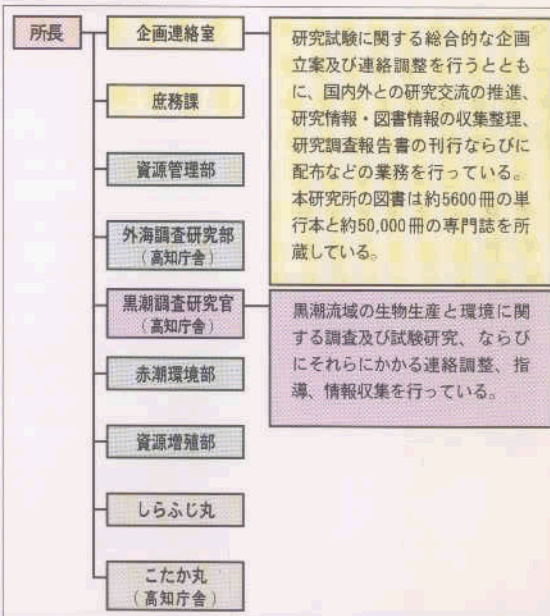 所長
企画連絡室
庶務課
資源管理部
外海調査研究部
（高知庁舎）
黒潮調査研究官
（高知庁舎）
赤潮環境部
資源増殖部
しらふじ丸
こたか丸
（高知庁舎）
研究試験に関する総合的な企画
立案及び連絡調整を行うととも
に、国内外との研究交流の推進、
研究情報・図書情報の収集整理、
研究調査報告書の刊行ならびに
配布などの業務を行っている。
本研究所の図書は約5600冊の単
行本と約50,000冊の専門誌を所
蔵している。
黒潮流域の生物生産と環境に関
する調査及び試験研究、ならび
にそれらにかかる連絡調整、指
導、情報収集を行っている。